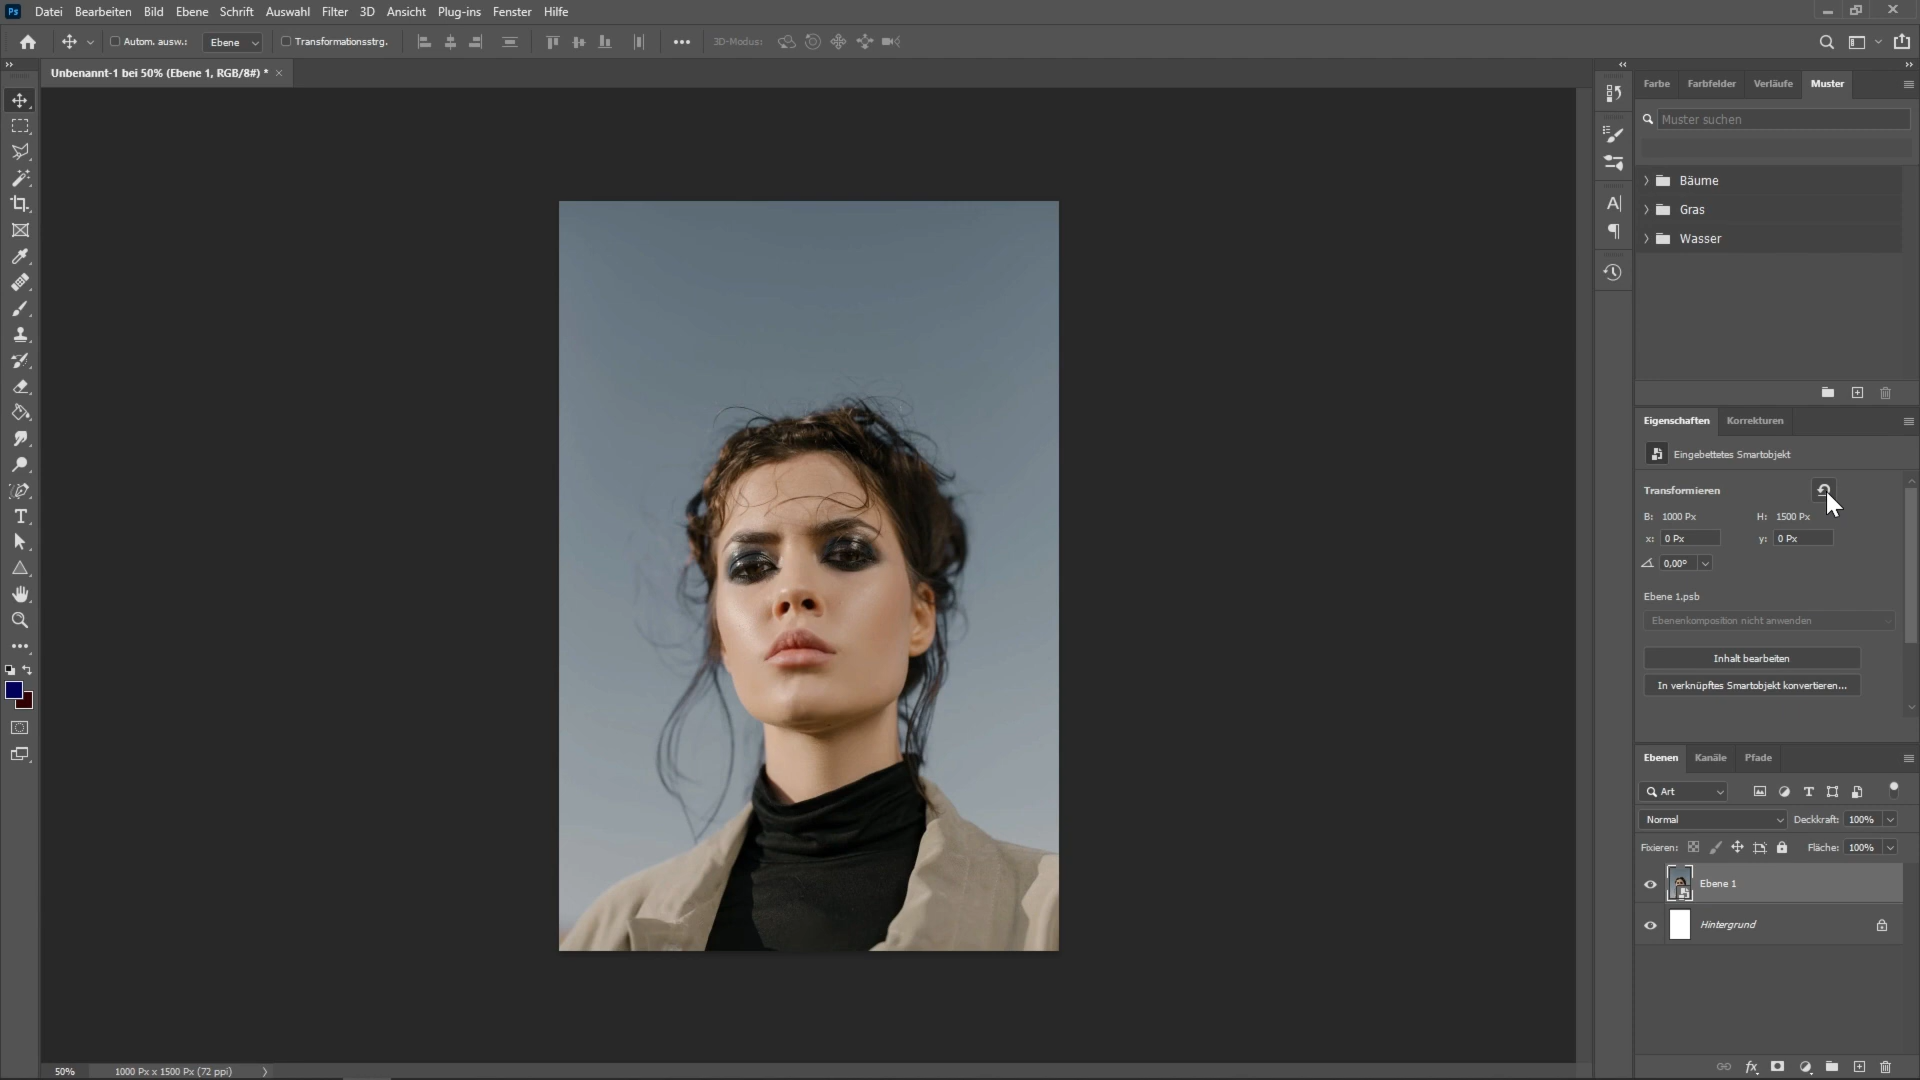 Ps Datei Bearbeiten Bild Ebene Schrift Auswahl Filter 3D Ansicht Plug-ins Fenster Hilfe
Autom. ausw.: Ebene Transformationsstrg. 3D-Modus:
Unbenannt-1 bei 50% (Ebene 1, RGB/8#) *
Farbe Farbfelder Verläufe Muster
Muster suchen
Bäume
Gras
Wasser
Eigenschaften Korrekturen
Eingebettetes Smartobjekt
Transformieren
B: 1000 Px H: 1500 Px
x: 0 Px y: 0 Px
0,00°
Ebene 1.psb
Ebenenkomposition nicht anwenden
Inhalt bearbeiten
In verknüpftes Smartobjekt konvertieren...
Ebenen Kanäle Pfade
Art
Normal Deckkraft: 100%
Fixieren: Fläche: 100%
Ebene 1
Hintergrund
fx
50% 1000 Px x 1500 Px (72 ppi)